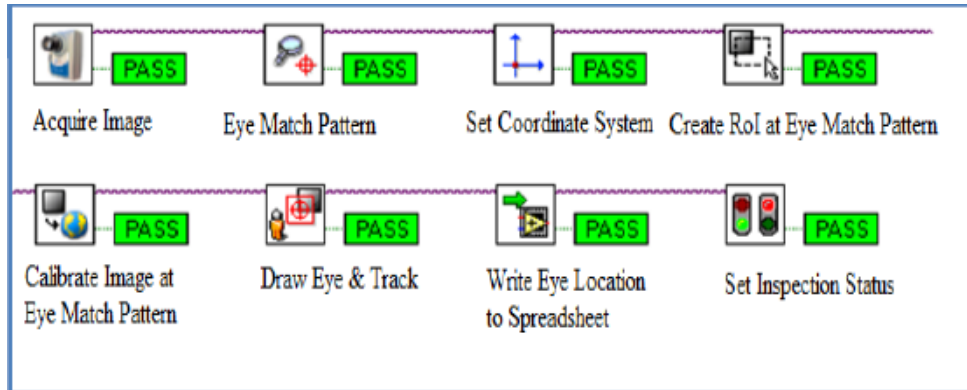 PASS PASS PASS PASS
Acquire Image Eye Match Pattern Set Coordinate System Create RoI at Eye Match Pattern
PASS PASS PASS PASS
Calibrate Image at
Eye Match Pattern
Draw Eye & Track
Write Eye Location
to Spreadsheet
Set Inspection Status